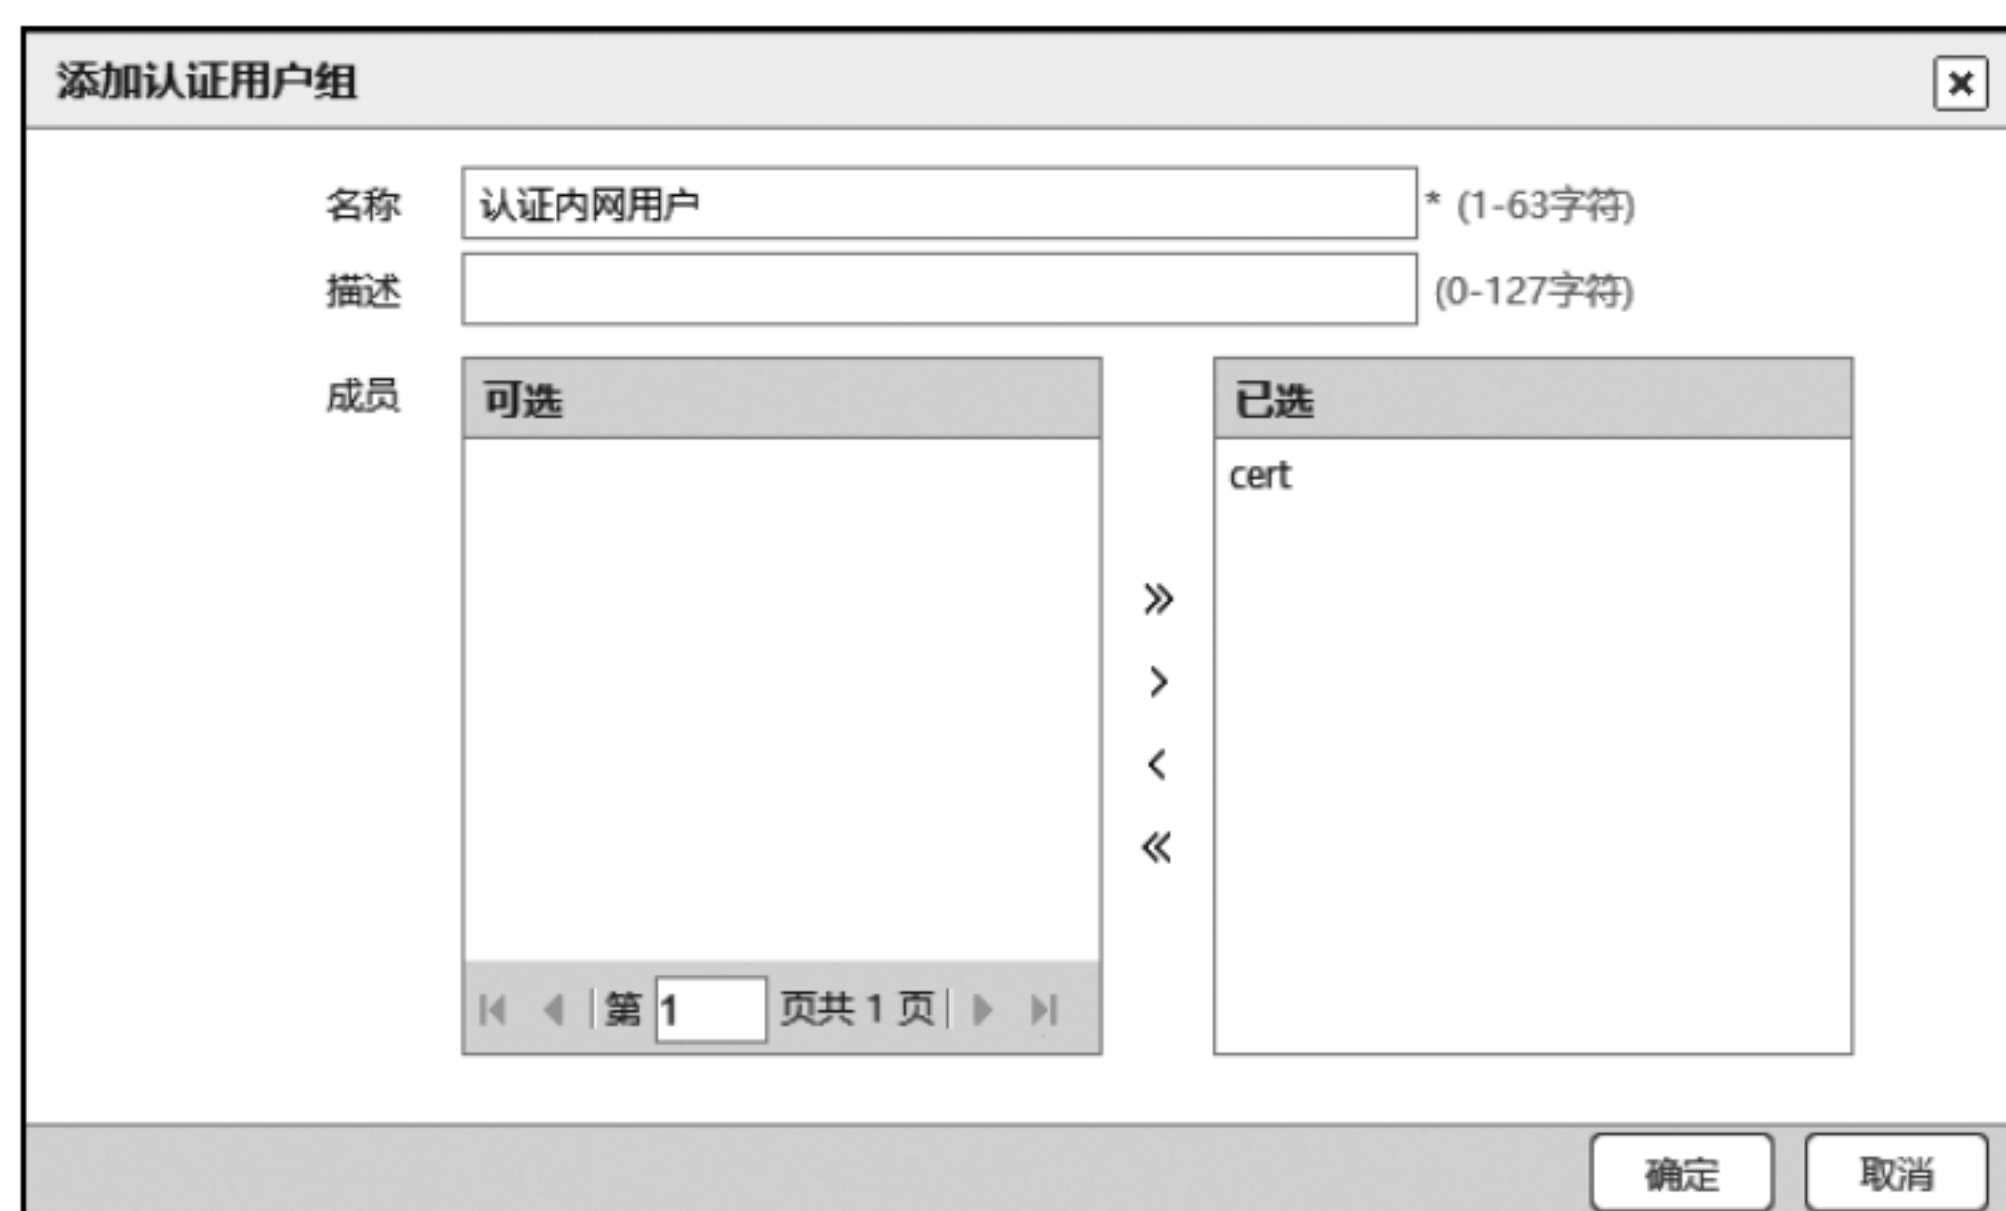 添加认证用户组
名称 认证内网用户 * (1-63字符)
描述 (0-127字符)
成员 可选 已选
cert
第 1 页共 1 页
确定 取消